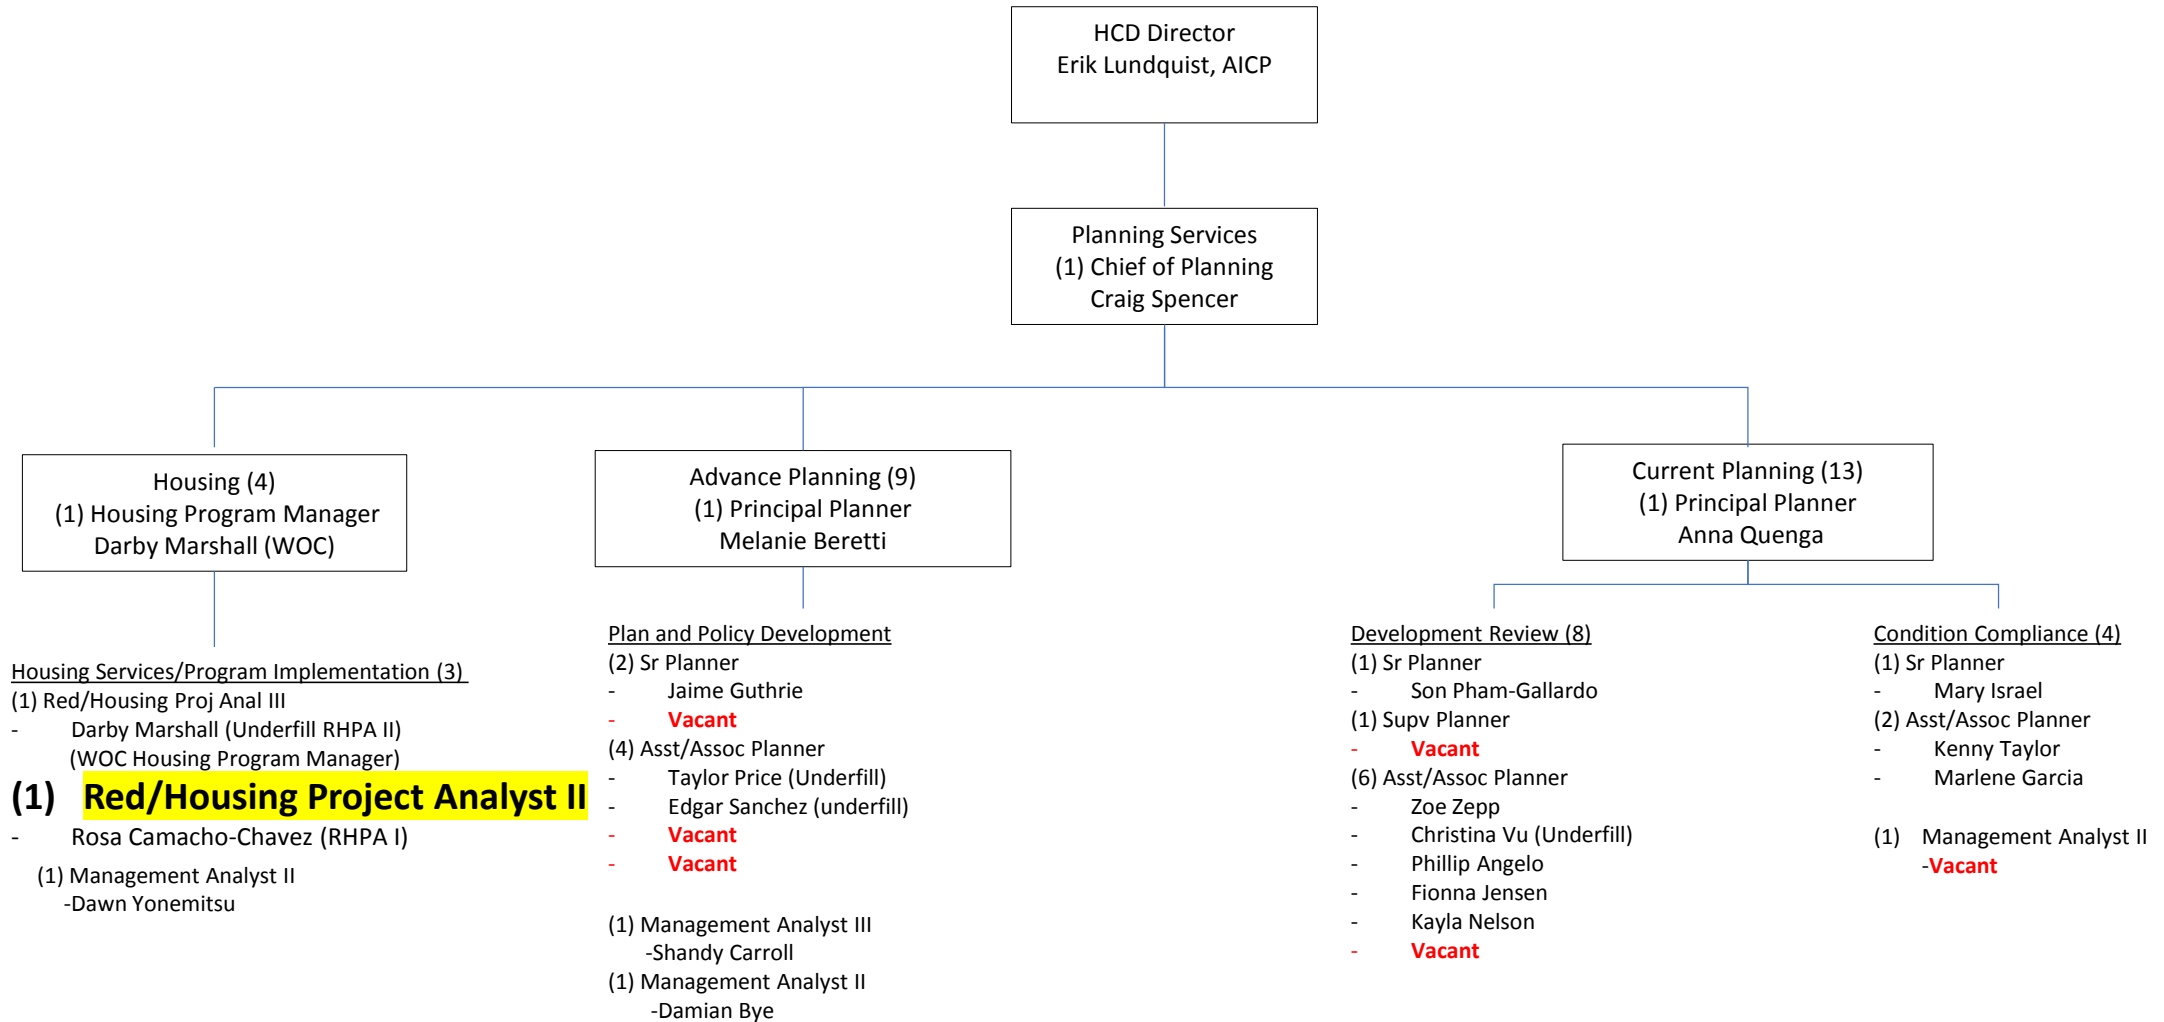 HCD Director
Erik Lundquist, AICP
Planning Services
(1) Chief of Planning
Craig Spencer
Housing (4)
(1) Housing Program Manager
Darby Marshall (WOC)
Advance Planning (9)
(1) Principal Planner
Melanie Beretti
Current Planning (13)
(1) Principal Planner
Anna Quenga
Housing Services/Program Implementation (3)
(1) Red/Housing Proj Anal III
- Darby Marshall (Underfill RHPA II)
(WOC Housing Program Manager)
(1) Red/Housing Project Analyst II
- Rosa Camacho-Chavez (RHPA I)
(1) Management Analyst II
-Dawn Yonemitsu
Plan and Policy Development
(2) Sr Planner
- Jaime Guthrie
- Vacant
(4) Asst/Assoc Planner
- Taylor Price (Underfill)
- Edgar Sanchez (underfill)
- Vacant
- Vacant
(1) Management Analyst III
-Shandy Carroll
(1) Management Analyst II
-Damian Bye
Development Review (8)
(1) Sr Planner
- Son Pham-Gallardo
(1) Supv Planner
- Vacant
(6) Asst/Assoc Planner
- Zoe Zepp
- Christina Vu (Underfill)
- Phillip Angelo
- Fionna Jensen
- Kayla Nelson
- Vacant
Condition Compliance (4)
(1) Sr Planner
- Mary Israel
(2) Asst/Assoc Planner
- Kenny Taylor
- Marlene Garcia
(1) Management Analyst II
-Vacant